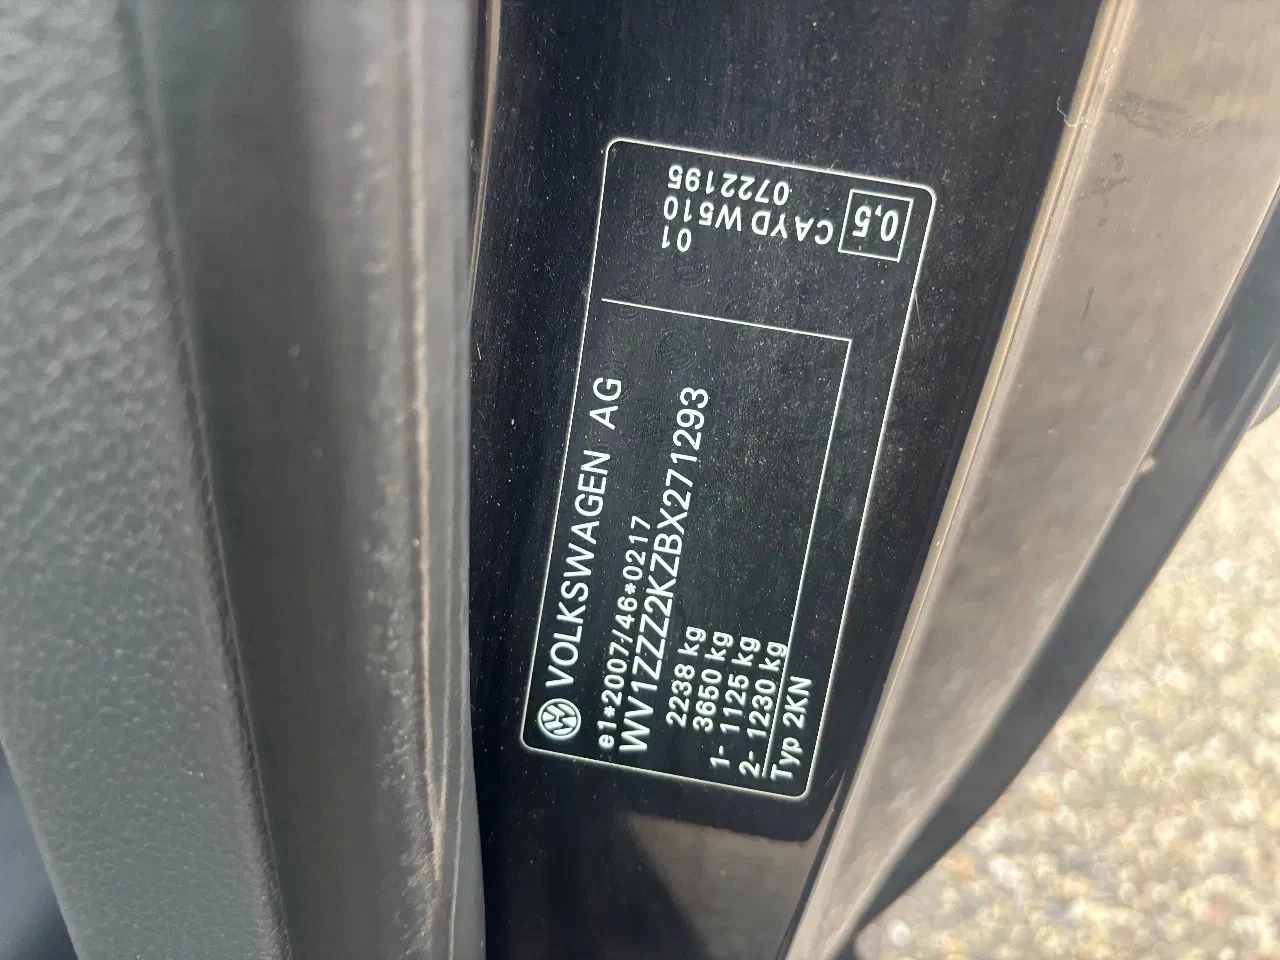 VOLKSWAGEN AG
e1*2007/46*0217
WV1ZZZ2KZBX271293
2238 kg
3650 kg
1- 1125 kg
2- 1230 kg
Typ 2KN
0722195
CAYD W510
01
0,5